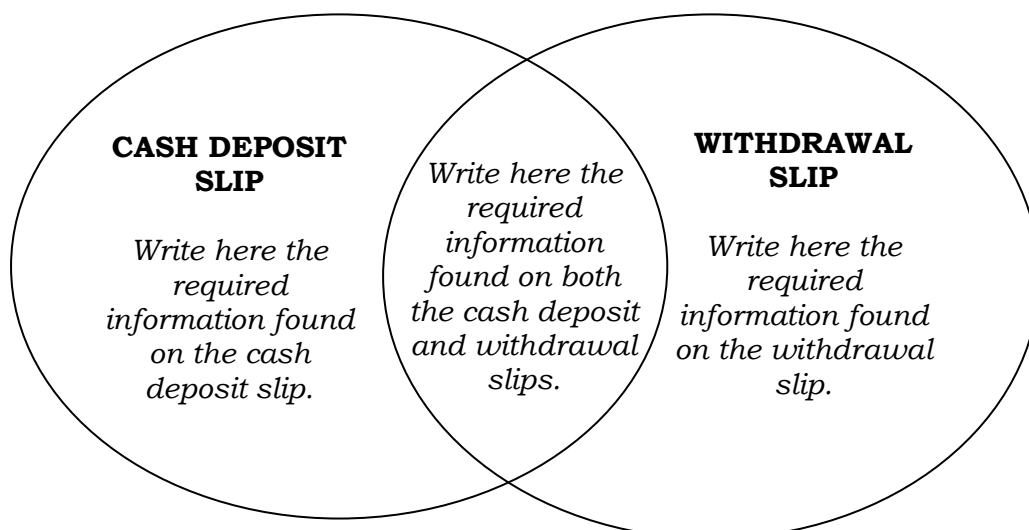 CASH DEPOSIT
SLIP
Write here the
required
information found
on the cash
deposit slip.
Write here the
required
information
found on both
the cash deposit
and withdrawal
slips.
WITHDRAWAL
SLIP
Write here the
required
information found
on the withdrawal
slip.